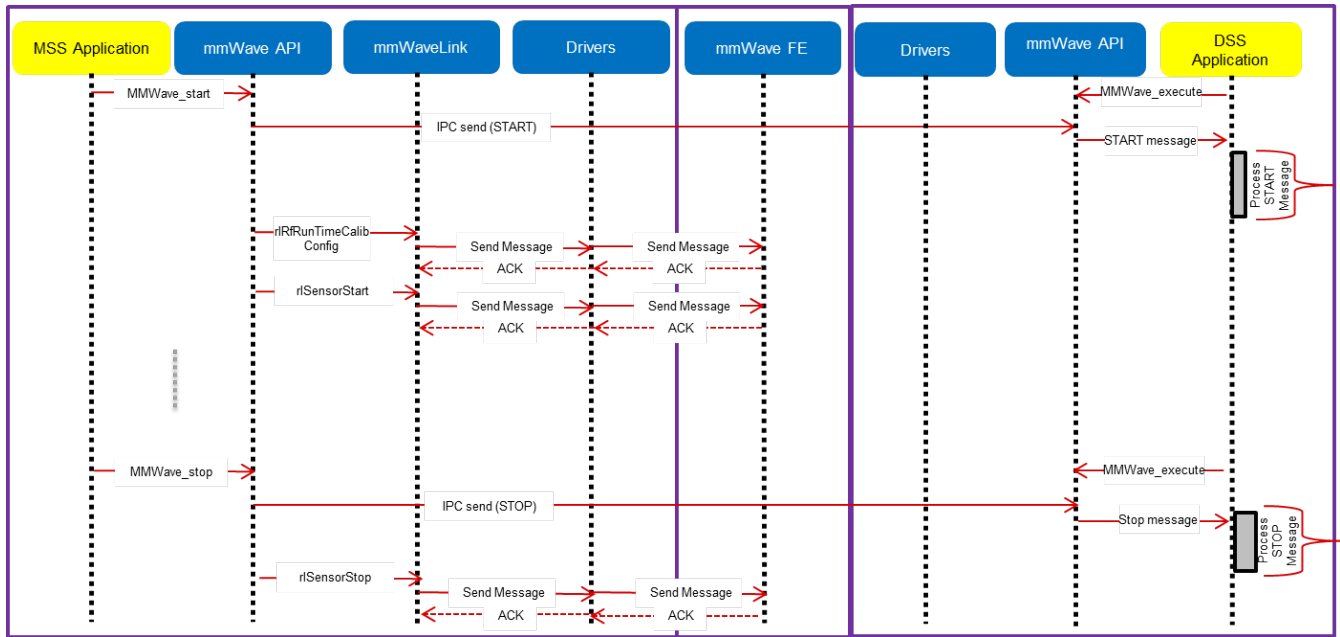 MSS Application
mmWave API
mmWaveLink
Drivers
mmWave FE
Drivers
mmWave API
DSS
Application
MMWave_start
MMWave_execute
IPC send (START)
START message
Process
START
Message
rlRfRunTimeCalib
Config
Send Message
Send Message
ACK
ACK
rlSensorStart
Send Message
Send Message
ACK
ACK
MMWave_stop
MMWave_execute
IPC send (STOP)
Stop message
Process
STOP
Message
rlSensorStop
Send Message
Send Message
ACK
ACK